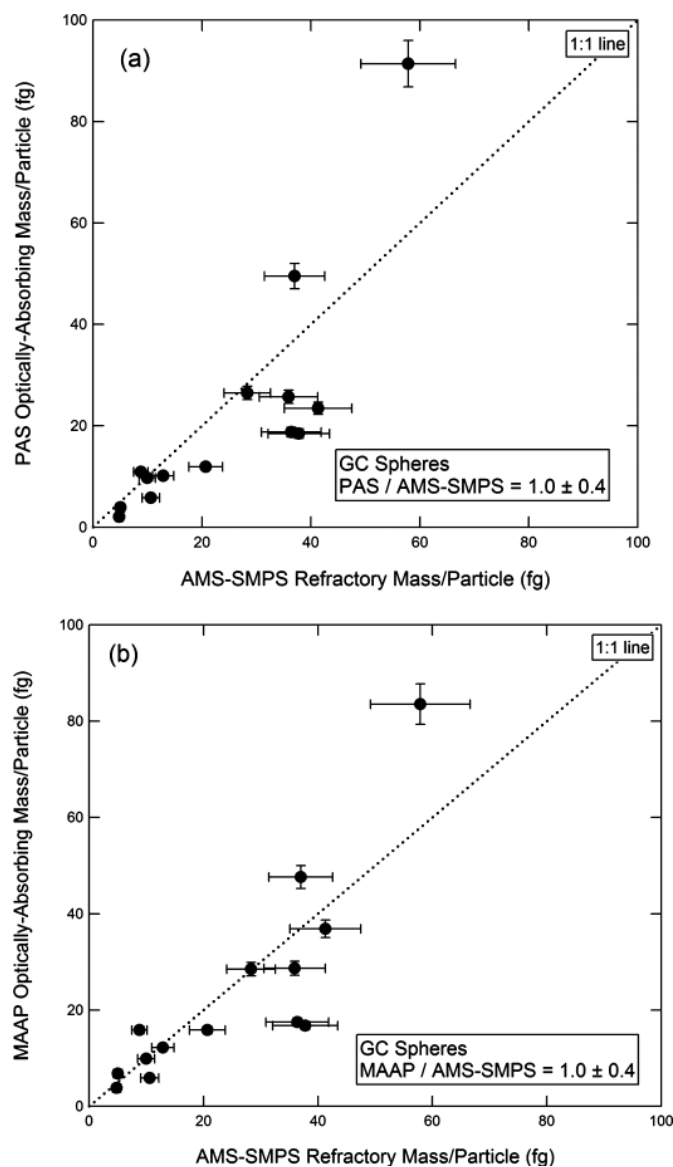 100
80
60
40
20
0
PAS Optically-Absorbing Mass/Particle (fg)
(a)
1:1 line
GC Spheres
PAS / AMS-SMPS = 1.0 ± 0.4
0 20 40 60 80 100
AMS-SMPS Refractory Mass/Particle (fg)
100
80
60
40
20
0
MAAP Optically-Absorbing Mass/Particle (fg)
(b)
1:1 line
GC Spheres
MAAP / AMS-SMPS = 1.0 ± 0.4
0 20 40 60 80 100
AMS-SMPS Refractory Mass/Particle (fg)